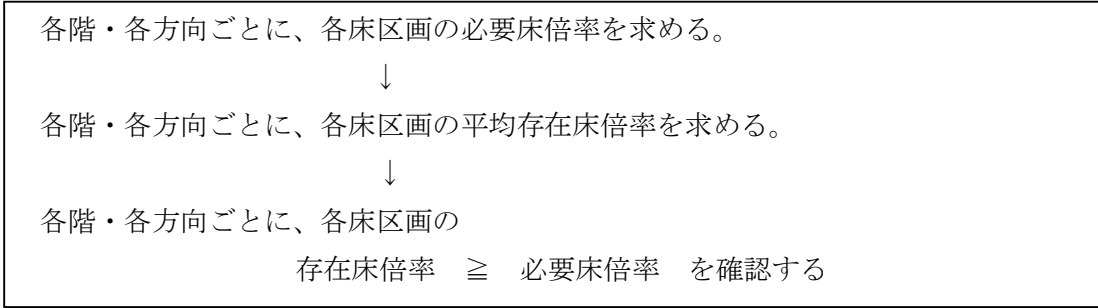 各階・各方向ごとに、各床区画の必要床倍率を求める。
↓
各階・各方向ごとに、各床区画の平均存在床倍率を求める。
↓
各階・各方向ごとに、各床区画の
存在床倍率　≧　必要床倍率　を確認する